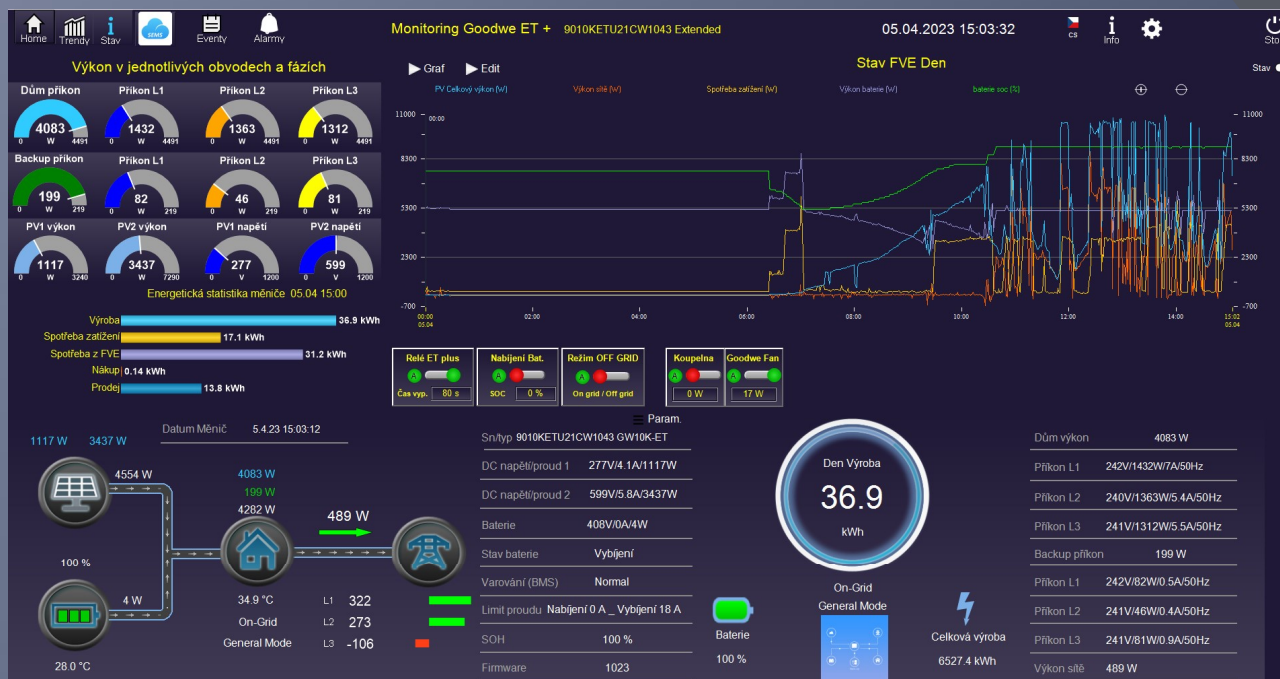 Home Trendy Stav SEMS Eventy Alarmy
Monitoring Goodwe ET + 9010KETU21CW1043 Extended
05.04.2023 15:03:32
cs Info
Výkon v jednotlivých obvodech a fázích
Dům příkon Příkon L1 Příkon L2 Příkon L3
4083 1432 1363 1312
0 W 4491 0 W 4491 0 W 4491 0 W 4491
Backup příkon Příkon L1 Příkon L2 Příkon L3
199 82 46 81
0 W 219 0 W 219 0 W 219 0 W 219
PV1 výkon PV2 výkon PV1 napětí PV2 napětí
1117 3437 277 599
0 W 3240 0 W 7290 0 V 1200 0 V 1200
Energetická statistika měniče 05.04 15:00
Výroba 36.9 kWh
Spotřeba zatížení 17.1 kWh
Spotřeba z FVE 31.2 kWh
Nákup 0.14 kWh
Prodej 13.8 kWh
Graf Edit
Stav FVE Den
Stav
PV Celkový výkon (W) Výkon sítě (W) Spotřeba zatížení (W) Výkon baterie (W) baterie soc (%)
11000 00:00 11000
8300 8300
5300 5300
2300 2300
-700 -700
00:00 02:00 04:00 06:00 08:00 10:00 12:00 14:00 15:02
05.04 05.04
Relé ET plus Nabíjení Bat. Režim OFF GRID Koupelna Goodwe Fan
A A A A A
Čas vyp. 80 s SOC 0 % On grid / Off grid 0 W 17 W
Param.
Datum Měnič 5.4.23 15:03:12
1117 W 3437 W
4554 W
4083 W
199 W
4282 W
489 W
100 %
4 W
28.0 °C
34.9 °C
On-Grid
General Mode
L1 322
L2 273
L3 -106
Sn/typ 9010KETU21CW1043 GW10K-ET
DC napětí/proud 1 277V/4.1A/1117W
DC napětí/proud 2 599V/5.8A/3437W
Baterie 408V/0A/4W
Stav baterie Vybíjení
Varování (BMS) Normal
Limit proudu Nabíjení 0 A _ Vybíjení 18 A
SOH 100 %
Firmware 1023
Den Výroba
36.9
kWh
On-Grid
General Mode
Baterie
100 %
Celková výroba
6527.4 kWh
Dům výkon 4083 W
Příkon L1 242V/1432W/7A/50Hz
Příkon L2 240V/1363W/5.4A/50Hz
Příkon L3 241V/1312W/5.5A/50Hz
Backup příkon 199 W
Příkon L1 242V/82W/0.5A/50Hz
Příkon L2 241V/46W/0.4A/50Hz
Příkon L3 241V/81W/0.9A/50Hz
Výkon sítě 489 W